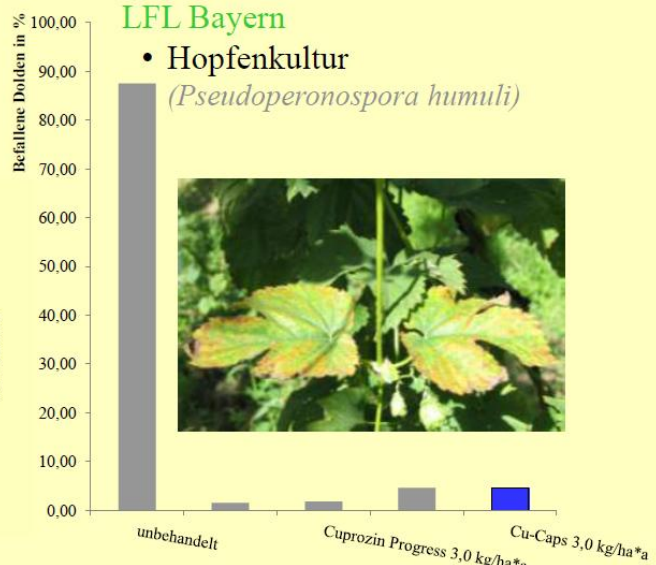 LFL Bayern
• Hopfenkultur
(Pseudoperonospora humuli)
Befallene Dolden in %
100,00
90,00
80,00
70,00
60,00
50,00
40,00
30,00
20,00
10,00
0,00
unbehandelt
Cuprozin Progress 3,0 kg/ha*a
Cu-Caps 3,0 kg/ha*a